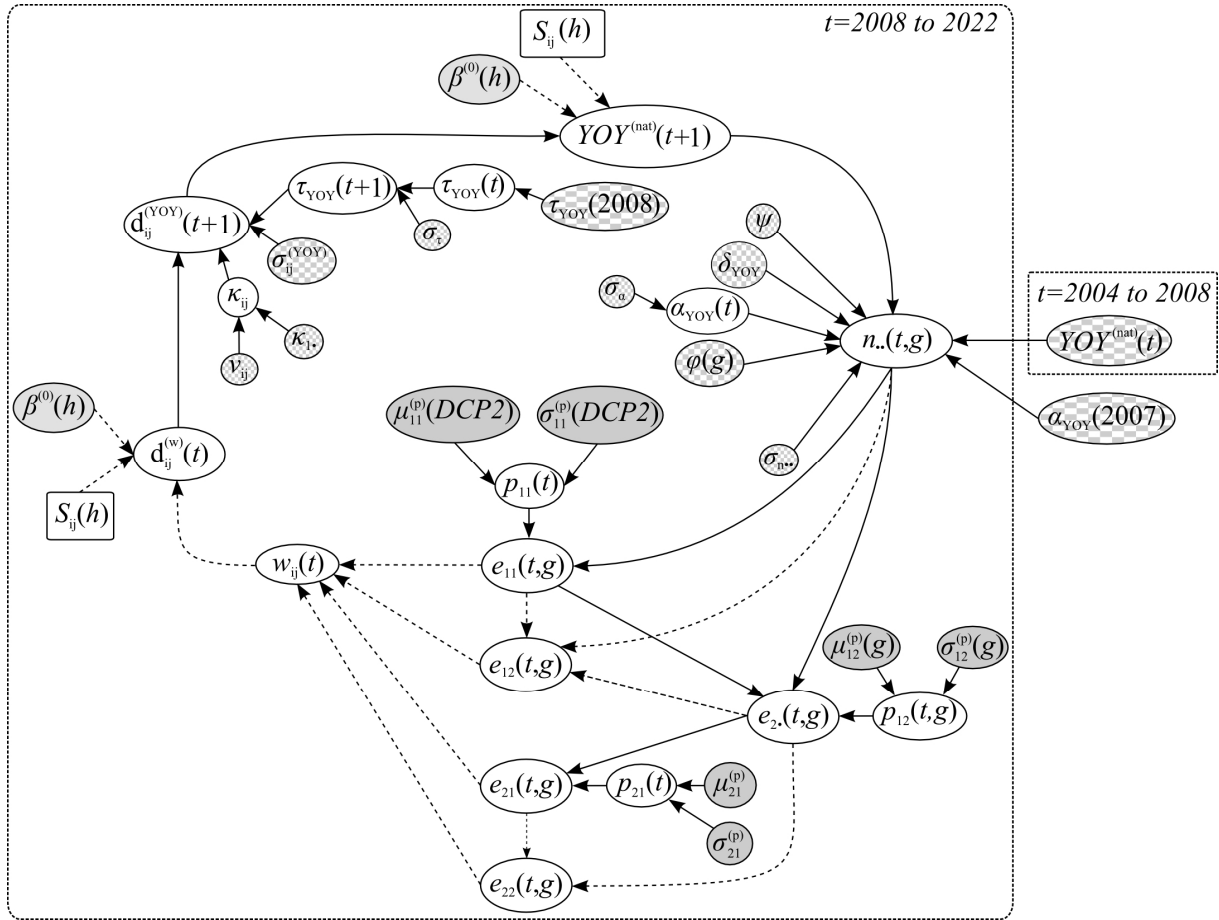 t=2008 to 2022
S_ij(h)
β^(0)(h)
YOY^(nat)(t+1)
τ_YOY(t+1)
τ_YOY(t)
τ_YOY(2008)
d_ij^(YOY)(t+1)
σ_τ
ψ
σ_ij^(YOY)
δ_YOY
κ_ij
σ_α
α_YOY(t)
t=2004 to 2008
n..(t,g)
YOY^(nat)(t)
κ_1•
ν_ij
φ(g)
β^(0)(h)
μ_11^(p)(DCP2)
σ_11^(p)(DCP2)
α_YOY(2007)
d_ij^(w)(t)
σ_n••
p_11(t)
S_ij(h)
w_ij(t)
e_11(t,g)
e_12(t,g)
μ_12^(p)(g)
σ_12^(p)(g)
e_2•(t,g)
p_12(t,g)
e_21(t,g)
p_21(t)
μ_21^(p)
σ_21^(p)
e_22(t,g)